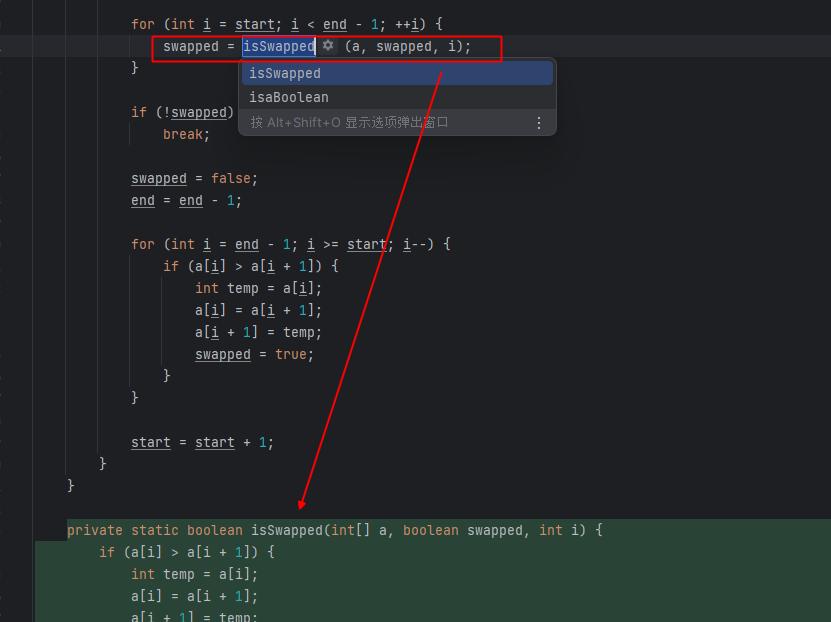 for (int i = start; i < end - 1; ++i) {
swapped = isSwapped (a, swapped, i);
}
isSwapped
isaBoolean
按 Alt+Shift+O 显示选项弹出窗口
if (!swapped)
break;
swapped = false;
end = end - 1;
for (int i = end - 1; i >= start; i--) {
if (a[i] > a[i + 1]) {
int temp = a[i];
a[i] = a[i + 1];
a[i + 1] = temp;
swapped = true;
}
}
start = start + 1;
}
}
private static boolean isSwapped(int[] a, boolean swapped, int i) {
if (a[i] > a[i + 1]) {
int temp = a[i];
a[i] = a[i + 1];
a[i + 1] = temp;